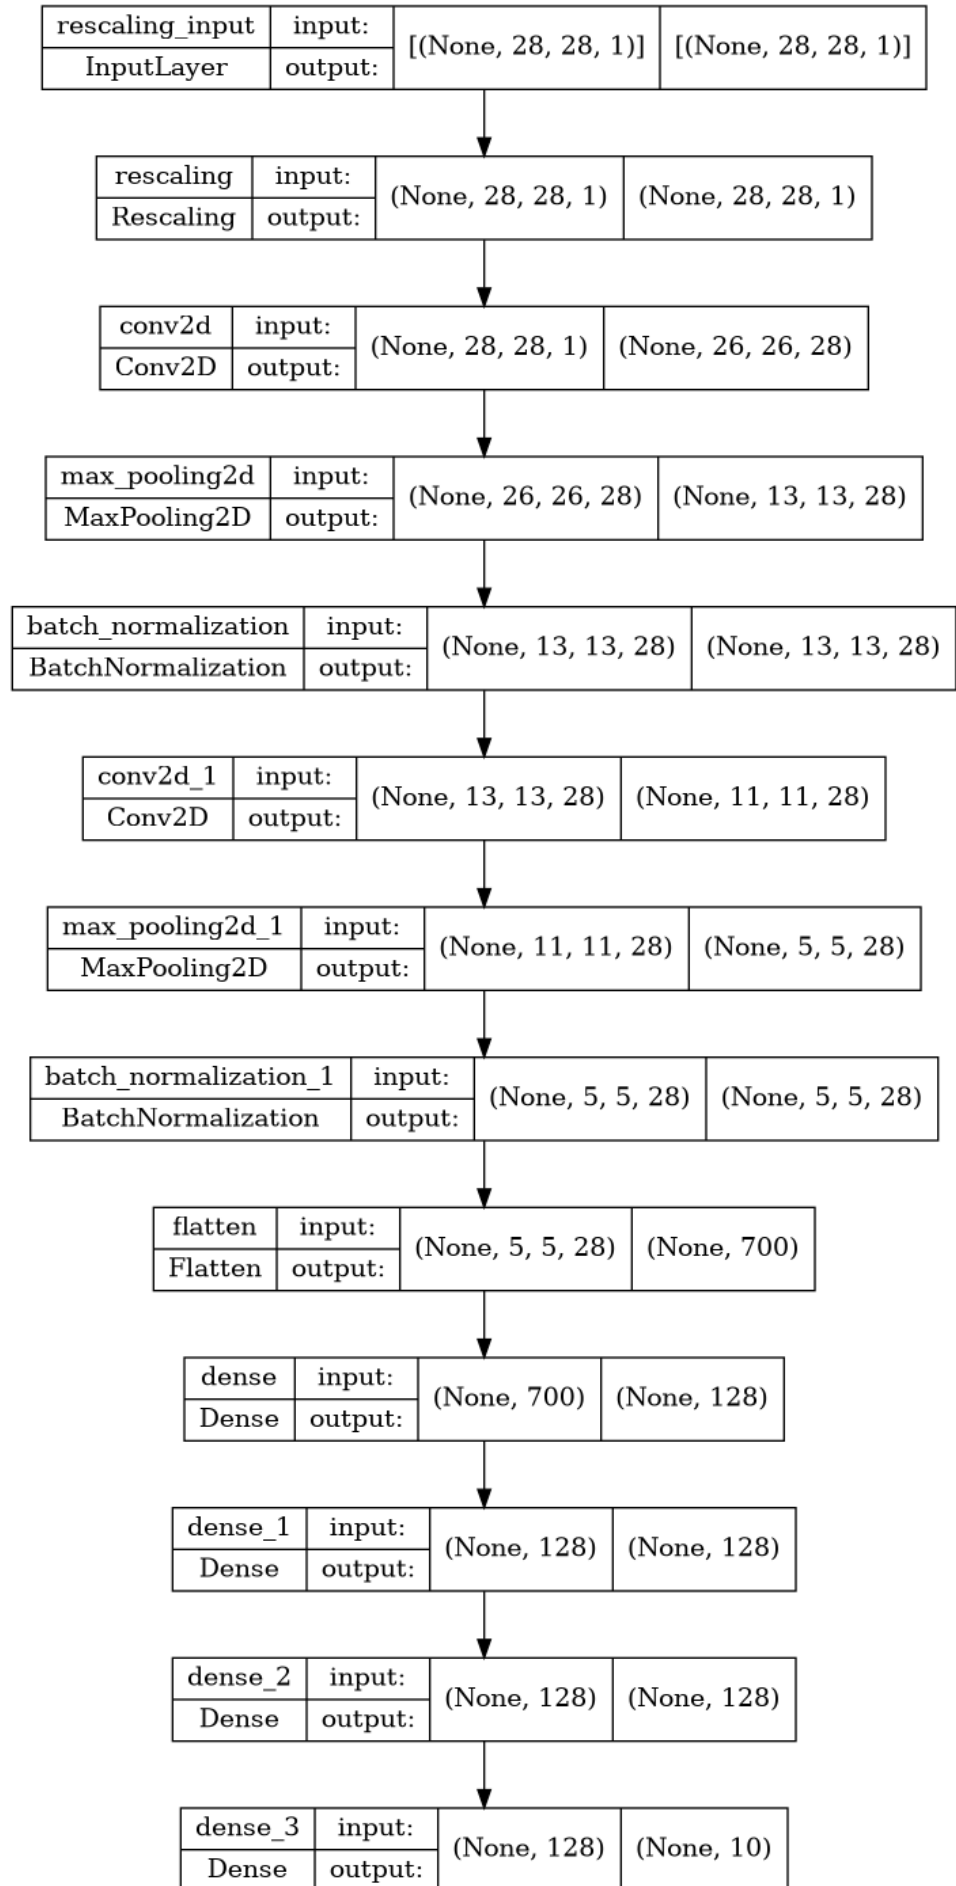 rescaling_input input: [(None, 28, 28, 1)] [(None, 28, 28, 1)]
InputLayer output:
rescaling input: (None, 28, 28, 1) (None, 28, 28, 1)
Rescaling output:
conv2d input: (None, 28, 28, 1) (None, 26, 26, 28)
Conv2D output:
max_pooling2d input: (None, 26, 26, 28) (None, 13, 13, 28)
MaxPooling2D output:
batch_normalization input: (None, 13, 13, 28) (None, 13, 13, 28)
BatchNormalization output:
conv2d_1 input: (None, 13, 13, 28) (None, 11, 11, 28)
Conv2D output:
max_pooling2d_1 input: (None, 11, 11, 28) (None, 5, 5, 28)
MaxPooling2D output:
batch_normalization_1 input: (None, 5, 5, 28) (None, 5, 5, 28)
BatchNormalization output:
flatten input: (None, 5, 5, 28) (None, 700)
Flatten output:
dense input: (None, 700) (None, 128)
Dense output:
dense_1 input: (None, 128) (None, 128)
Dense output:
dense_2 input: (None, 128) (None, 128)
Dense output:
dense_3 input: (None, 128) (None, 10)
Dense output: